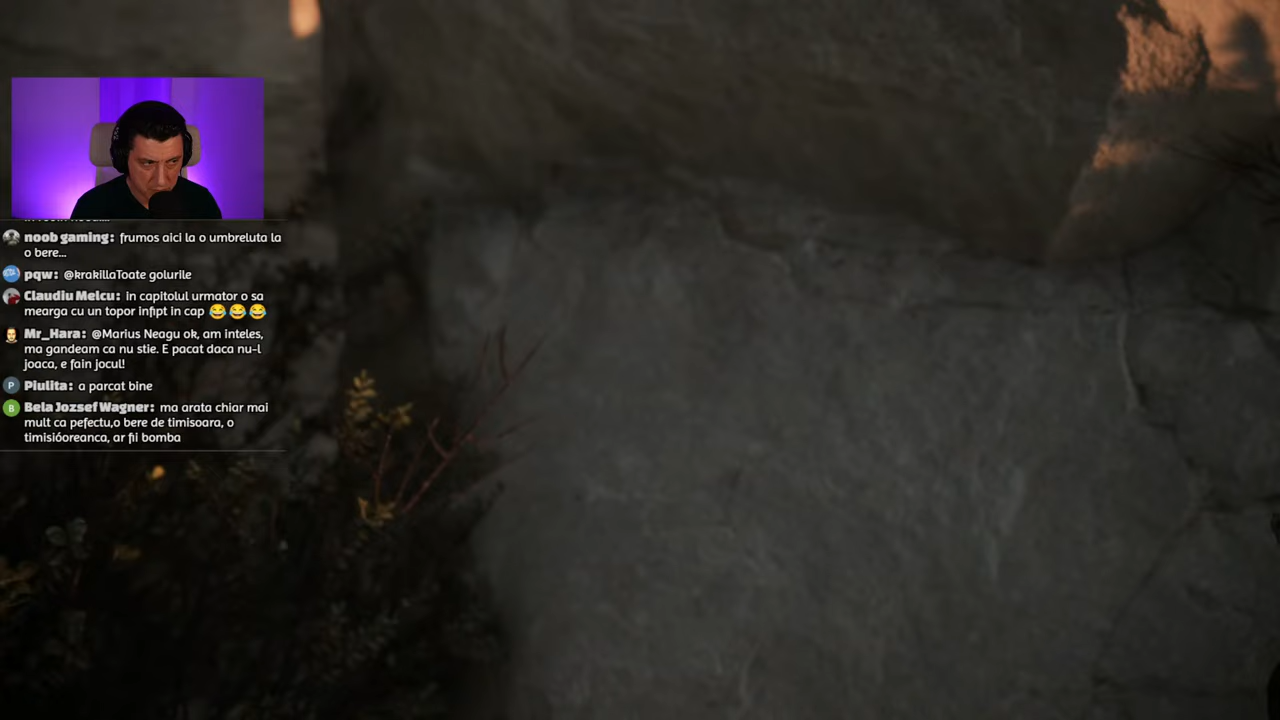 noob gaming: frumos aici la o umbreluta la
o bere...
pqw: @krakillaToate golurile
Claudiu Melcu: in capitolul urmator o sa
mearga cu un topor infipt in cap 😂😂😂
Mr_Hara: @Marius Neagu ok, am inteles,
ma gandeam ca nu stie. E pacat daca nu-l
joaca, e fain jocul!
P Piulita: a parcat bine
B Bela Jozsef Wagner: ma arata chiar mai
mult ca pefectu,o bere de timisoara, o
timisióoreanca, ar fii bomba